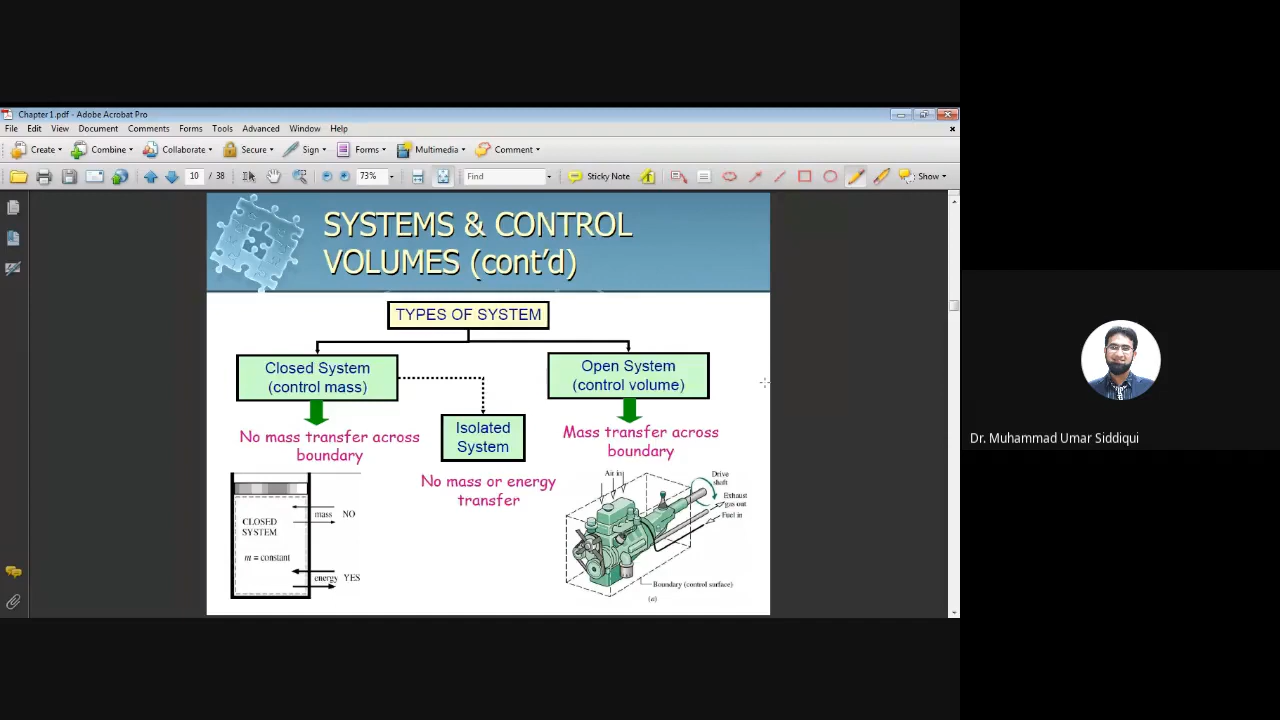 Chapter 1.pdf - Adobe Acrobat Pro
File Edit View Document Comments Forms Tools Advanced Window Help
Create Combine Collaborate Secure Sign Forms Multimedia Comment
10 / 38 73% Find Sticky Note Show
SYSTEMS & CONTROL
VOLUMES (cont'd)
TYPES OF SYSTEM
Closed System
(control mass)
Open System
(control volume)
Isolated
System
No mass transfer across
boundary
Mass transfer across
boundary
No mass or energy
transfer
CLOSED
SYSTEM
m = constant
mass NO
energy YES
Air in
Drive
shaft
Exhaust
gas out
Fuel in
Boundary (control surface)
(a)
Dr. Muhammad Umar Siddiqui